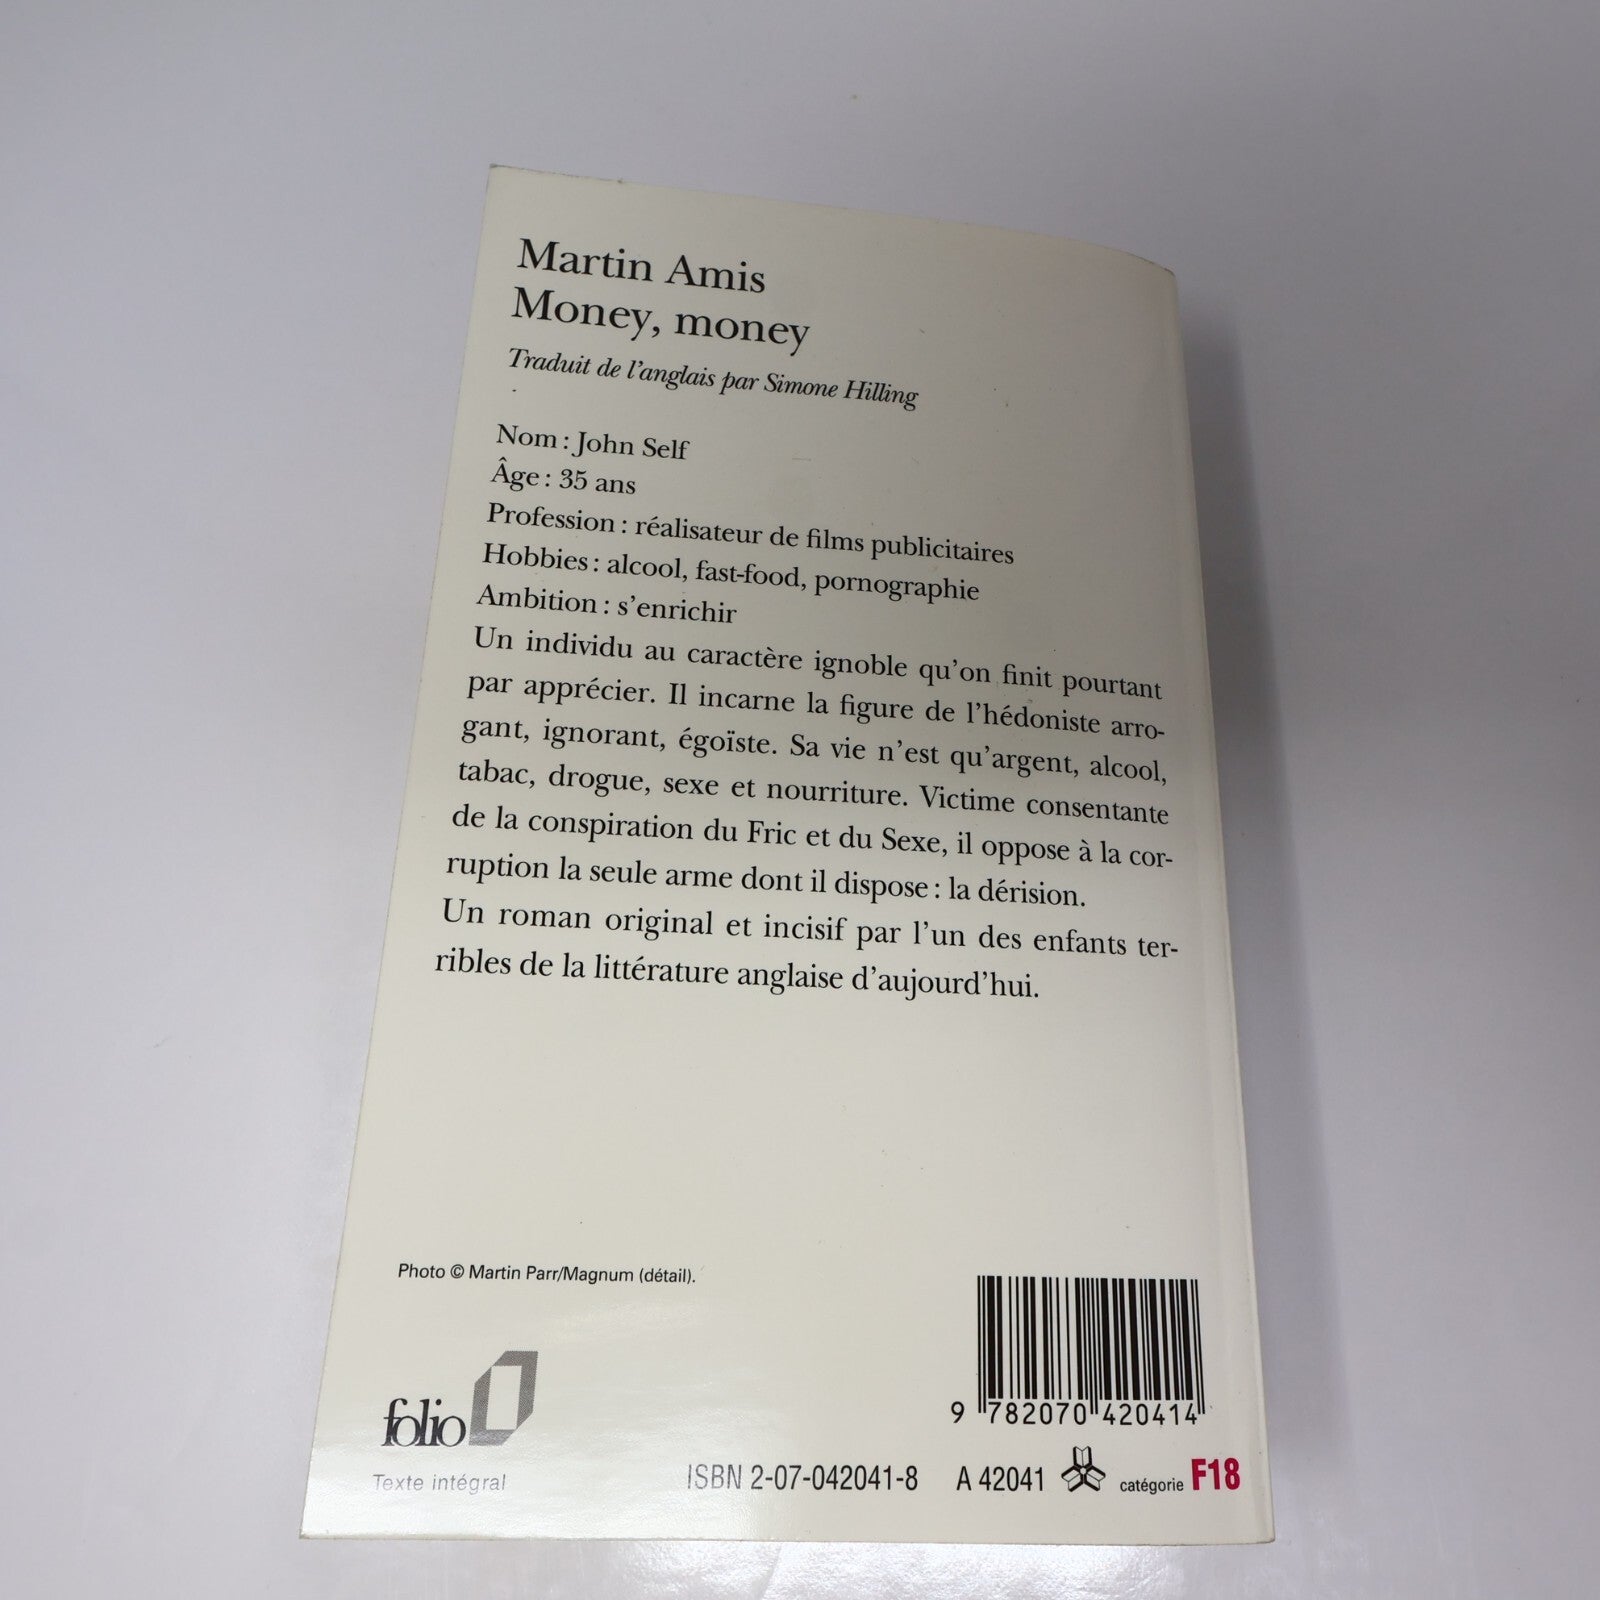 Martin Amis
Money, money
Traduit de l'anglais par Simone Hilling
Nom : John Self
Âge : 35 ans
Profession : réalisateur de films publicitaires
Hobbies : alcool, fast-food, pornographie
Ambition : s'enrichir
Un individu au caractère ignoble qu'on finit pourtant
par apprécier. Il incarne la figure de l'hédoniste arro-
gant, ignorant, égoïste. Sa vie n'est qu'argent, alcool,
tabac, drogue, sexe et nourriture. Victime consentante
de la conspiration du Fric et du Sexe, il oppose à la cor-
ruption la seule arme dont il dispose : la dérision.
Un roman original et incisif par l'un des enfants ter-
ribles de la littérature anglaise d'aujourd'hui.
Photo © Martin Parr/Magnum (détail).
9 782070 420414
folio
Texte intégral
ISBN 2-07-042041-8 A 42041 catégorie F18